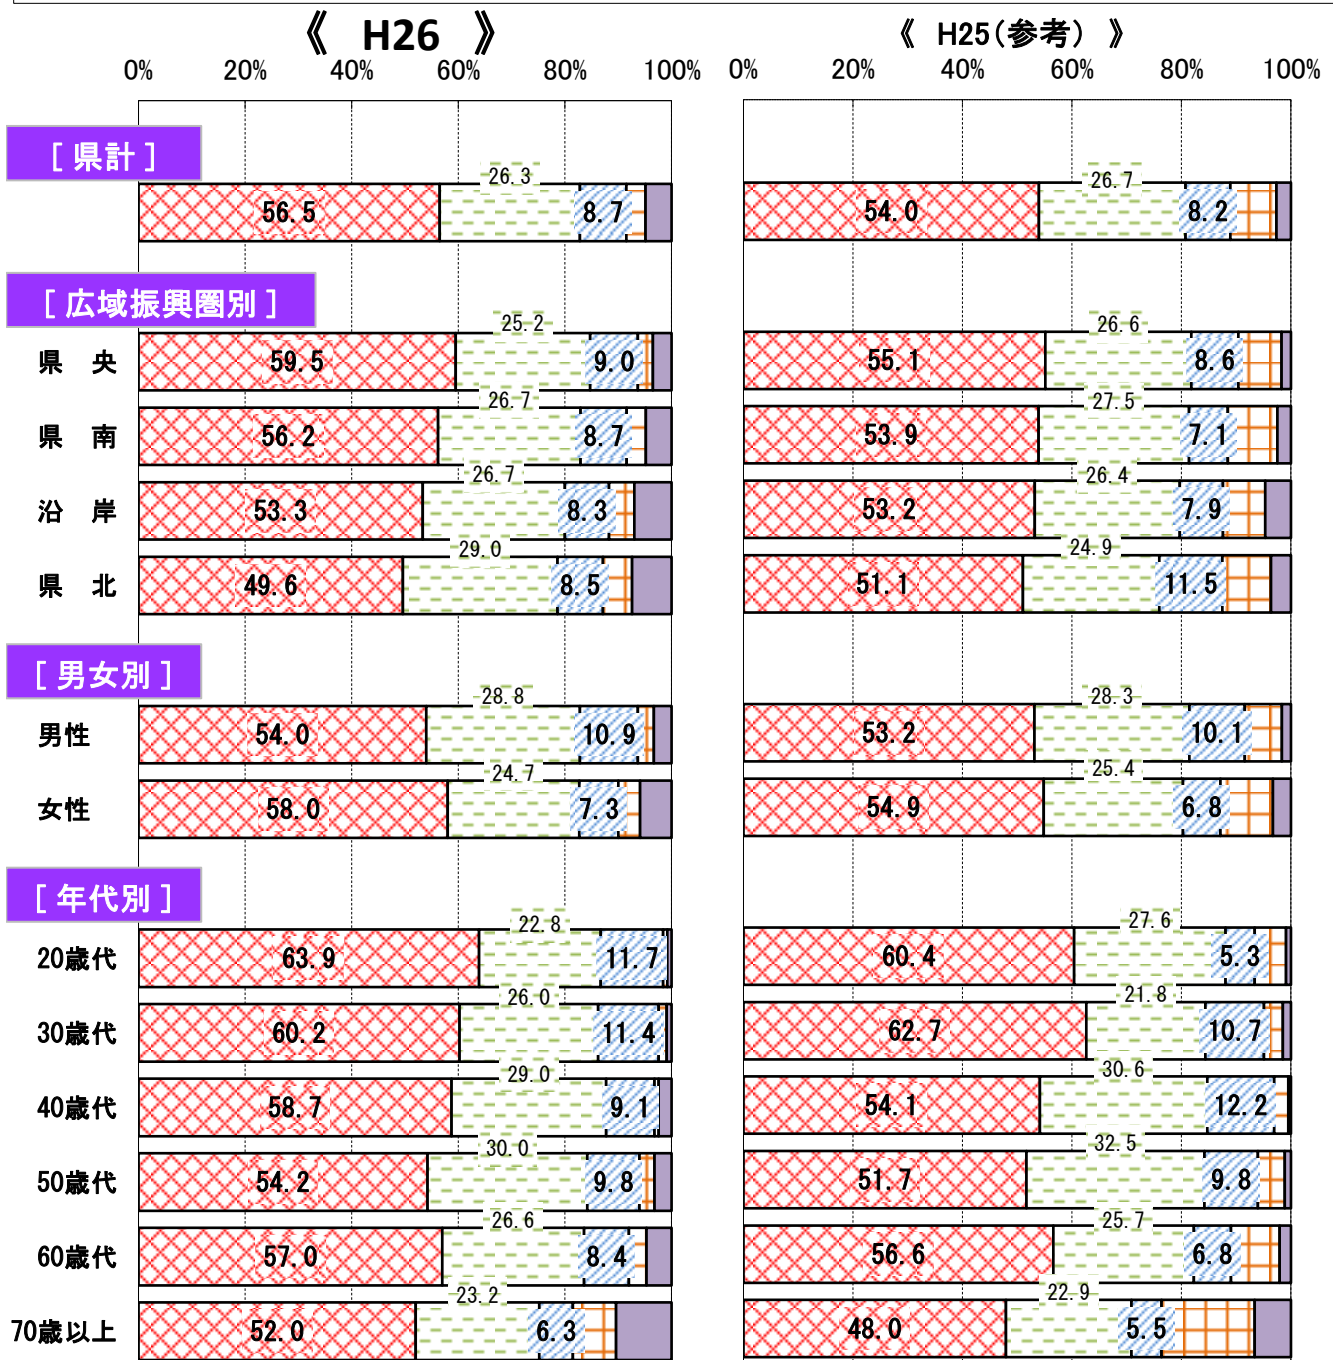 《 H26 》
《 H25(参考) 》
0% 20% 40% 60% 80% 100%
0% 20% 40% 60% 80% 100%
[ 県計 ]
26.3
26.7
56.5 8.7
54.0 8.2
[ 広域振興圏別 ]
25.2
26.6
県 央 59.5 9.0
55.1 8.6
26.7
27.5
県 南 56.2 8.7
53.9 7.1
26.7
26.4
沿 岸 53.3 8.3
53.2 7.9
29.0
24.9
県 北 49.6 8.5
51.1 11.5
[ 男女別 ]
28.8
28.3
男性 54.0 10.9
53.2 10.1
24.7
25.4
女性 58.0 7.3
54.9 6.8
[ 年代別 ]
22.8
27.6
20歳代 63.9 11.7
60.4 5.3
26.0
21.8
30歳代 60.2 11.4
62.7 10.7
29.0
30.6
40歳代 58.7 9.1
54.1 12.2
30.0
32.5
50歳代 54.2 9.8
51.7 9.8
26.6
25.7
60歳代 57.0 8.4
56.6 6.8
23.2
22.9
70歳以上 52.0 6.3
48.0 5.5